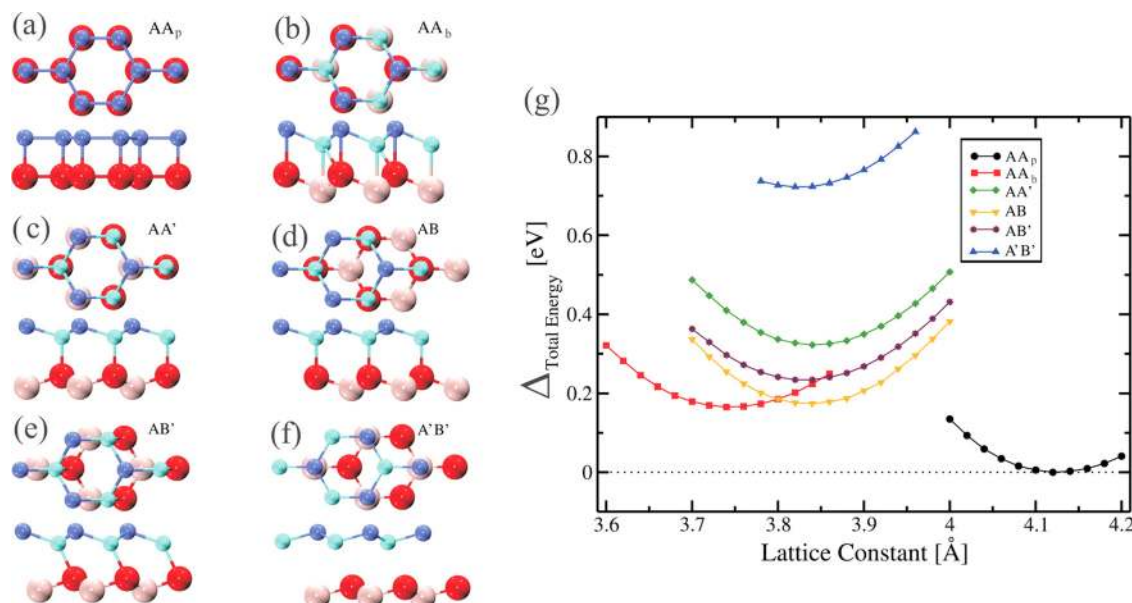 (a)
AAp
(b)
AAb
(c)
AA'
(d)
AB
(e)
AB'
(f)
A'B'
(g)
ΔTotal Energy [eV]
0.8
0.6
0.4
0.2
0
3.6 3.7 3.8 3.9 4 4.1 4.2
Lattice Constant [Å]
AAp
AAb
AA'
AB
AB'
A'B'